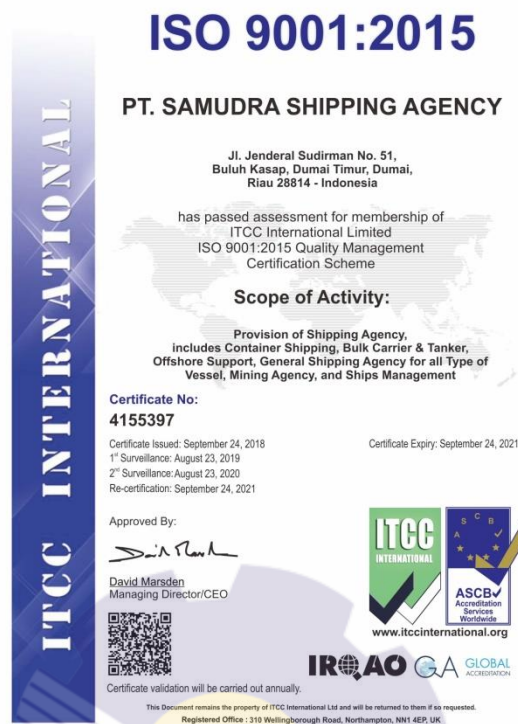 ISO 9001:2015
ITCC INTERNATIONAL
PT. SAMUDRA SHIPPING AGENCY
Jl. Jenderal Sudirman No. 51,
Buluh Kasap, Dumai Timur, Dumai,
Riau 28814 - Indonesia
has passed assessment for membership of
ITCC International Limited
ISO 9001:2015 Quality Management
Certification Scheme
Scope of Activity:
Provision of Shipping Agency,
includes Container Shipping, Bulk Carrier & Tanker,
Offshore Support, General Shipping Agency for all Type of
Vessel, Mining Agency, and Ships Management
Certificate No:
4155397
Certificate Issued: September 24, 2018
Certificate Expiry: September 24, 2021
1st Surveillance: August 23, 2019
2nd Surveillance: August 23, 2020
Re-certification: September 24, 2021
Approved By:
David Marsden
Managing Director/CEO
ITCC
INTERNATIONAL
A S C B
ASCB
Accreditation
Services
Worldwide
www.itccinternational.org
IRQAO
GA GLOBAL
ACCREDITATION
Certificate validation will be carried out annually.
This Document remains the property of ITCC International Ltd and will be returned to them if so requested.
Registered Office : 310 Wellingborough Road, Northampton, NN1 4EP, UK